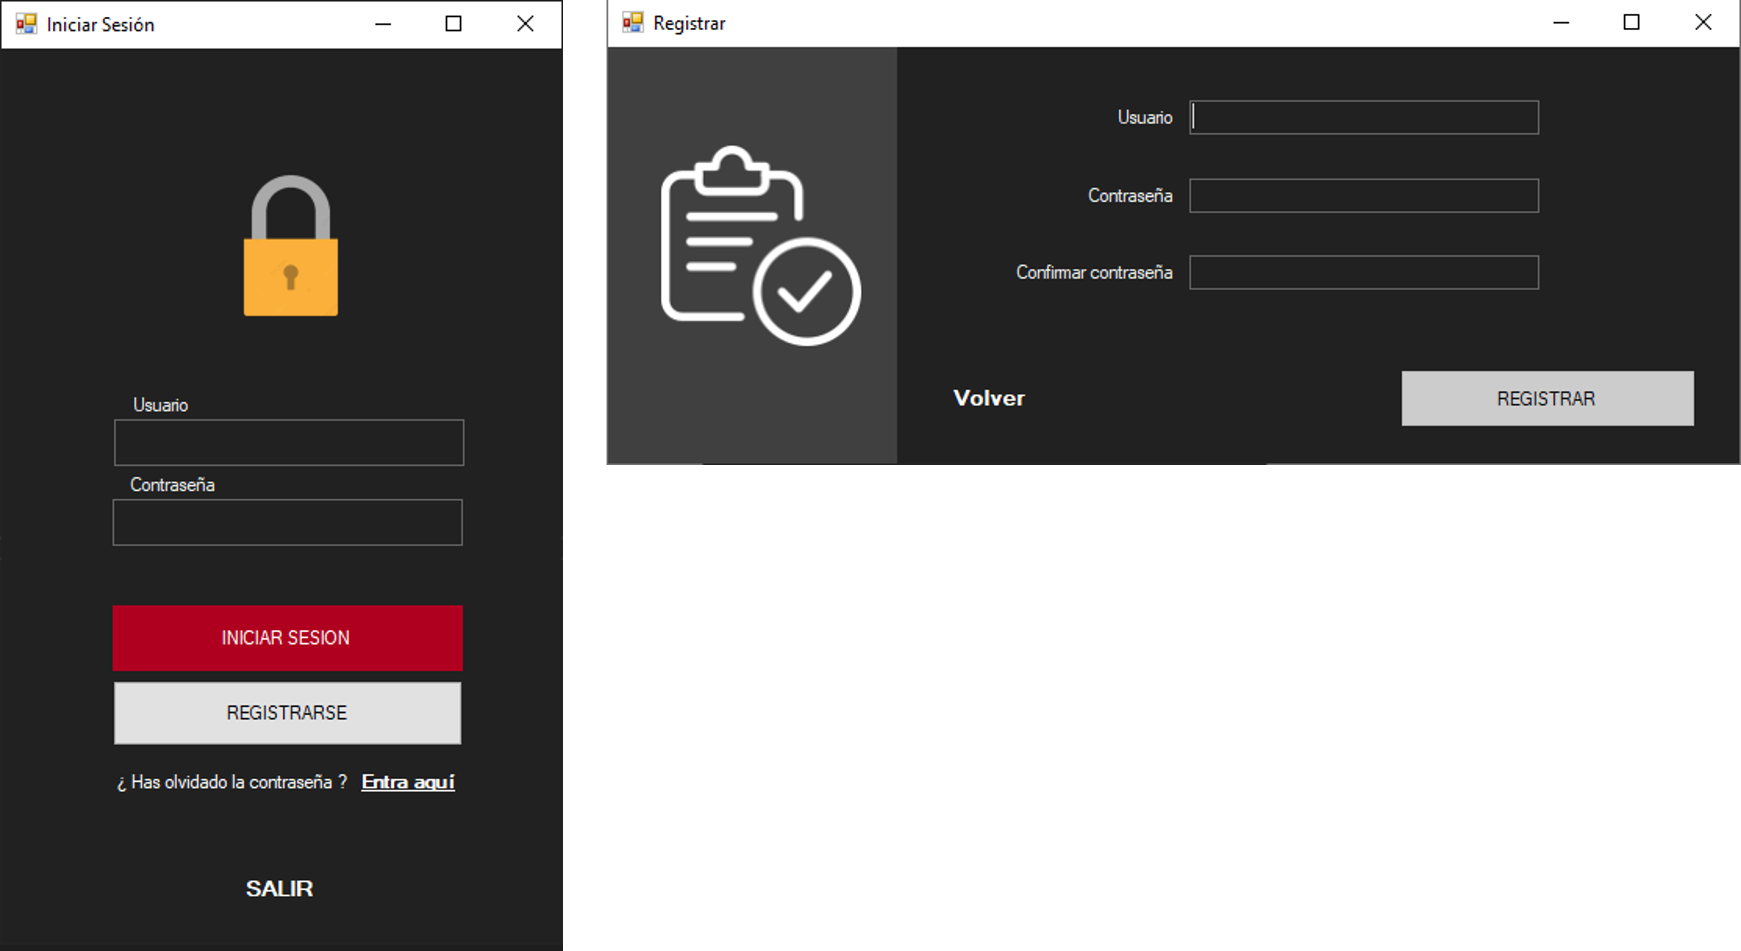 Iniciar Sesión
Usuario
Contraseña
INICIAR SESION
REGISTRARSE
¿ Has olvidado la contraseña ? Entra aquí
SALIR
Registrar
Usuario
Contraseña
Confirmar contraseña
Volver
REGISTRAR